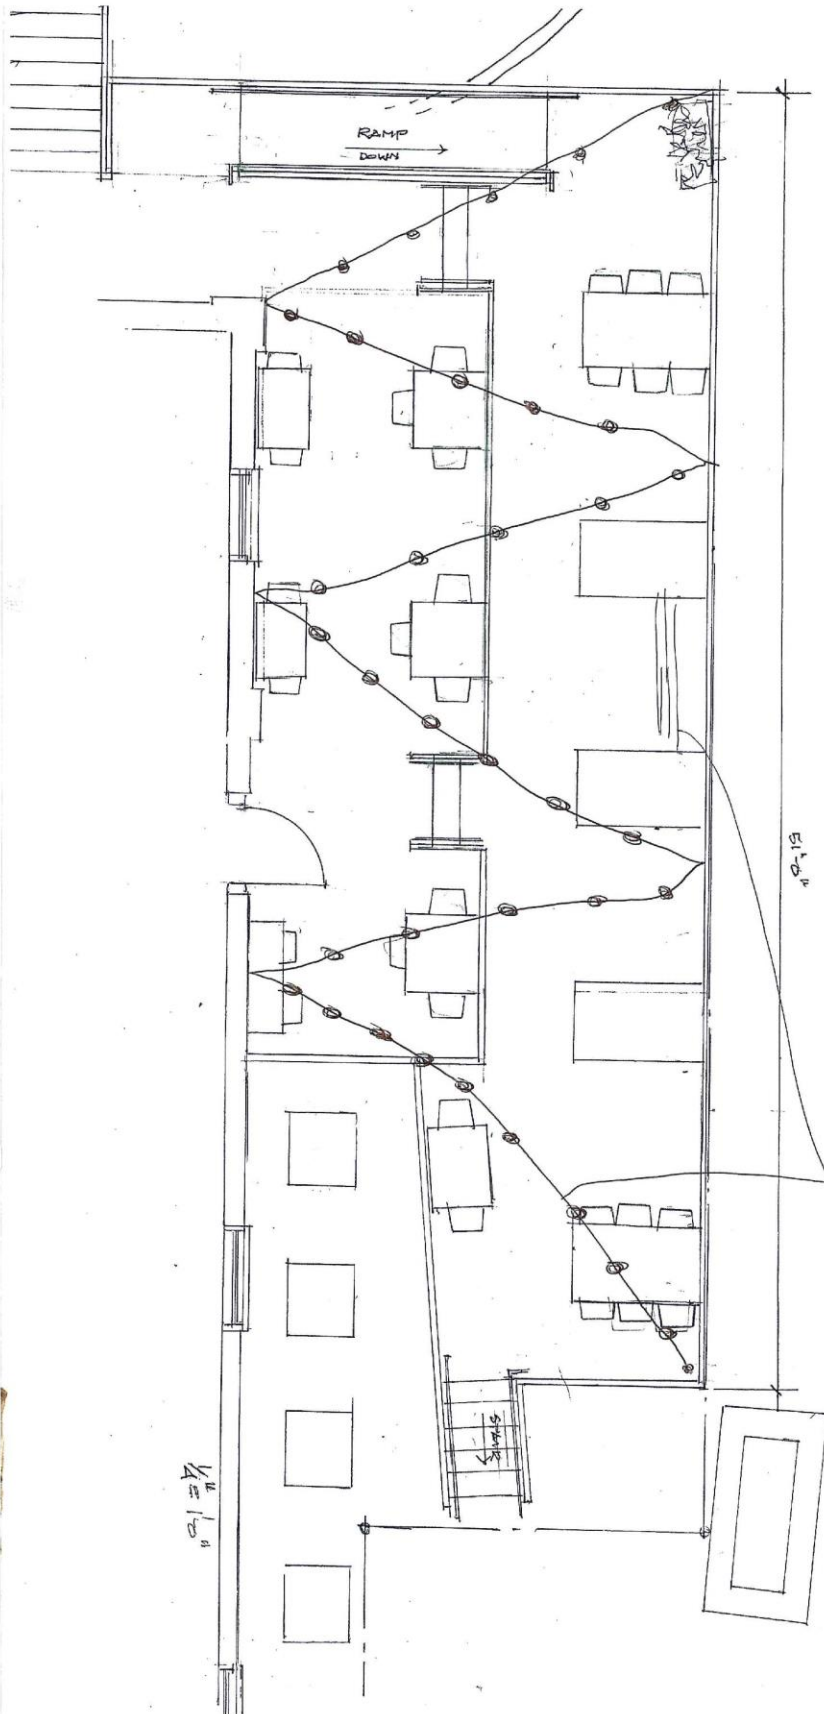 RAMP
DOWN
51'-0"
STAIRS
1/4" = 1'-0"